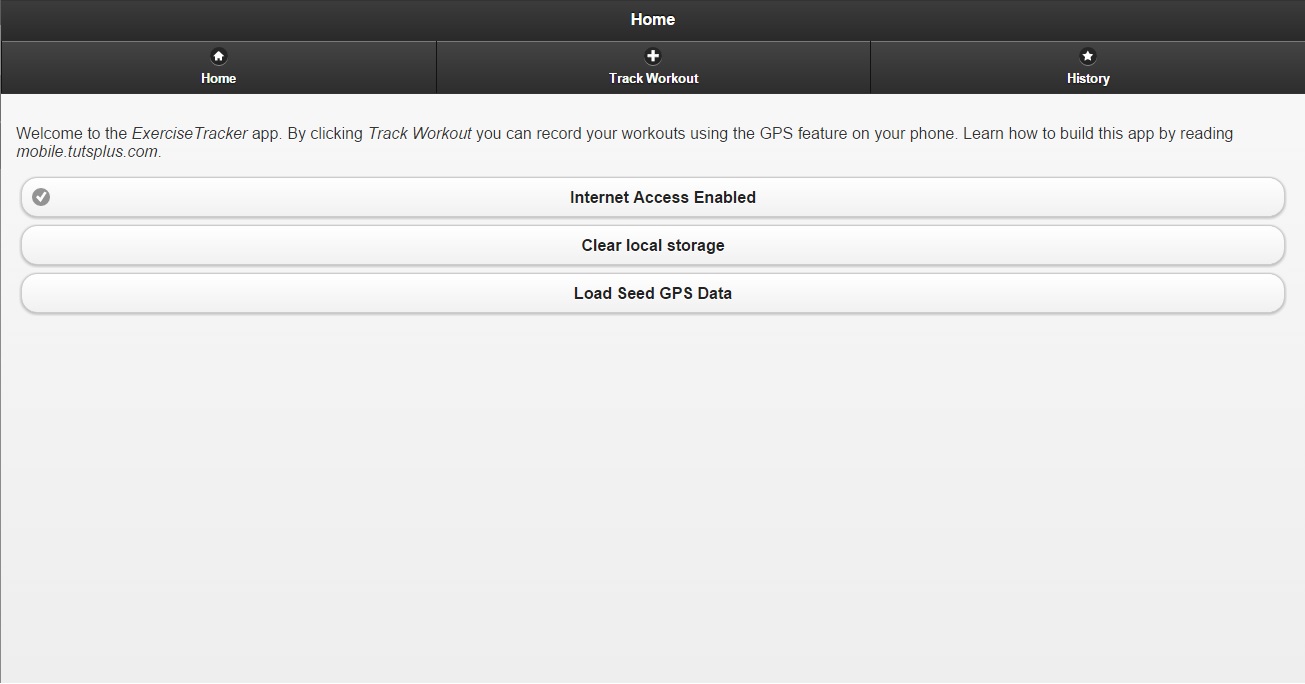 Home
Home
Track Workout
History
Welcome to the ExerciseTracker app. By clicking Track Workout you can record your workouts using the GPS feature on your phone. Learn how to build this app by reading
mobile.tutsplus.com.
Internet Access Enabled
Clear local storage
Load Seed GPS Data